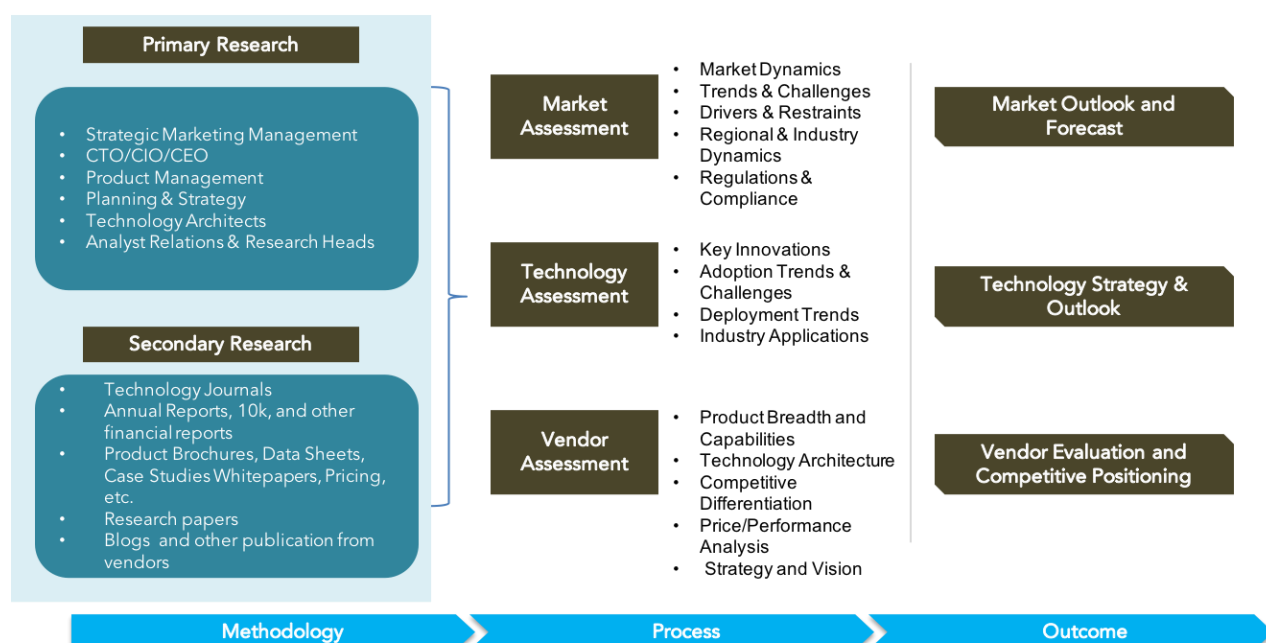 Primary Research
• Strategic Marketing Management
• CTO/CIO/CEO
• Product Management
• Planning & Strategy
• Technology Architects
• Analyst Relations & Research Heads
Secondary Research
• Technology Journals
• Annual Reports, 10k, and other
financial reports
• Product Brochures, Data Sheets,
Case Studies Whitepapers, Pricing,
etc.
• Research papers
• Blogs and other publication from
vendors
Market
Assessment
• Market Dynamics
• Trends & Challenges
• Drivers & Restraints
• Regional & Industry
Dynamics
• Regulations &
Compliance
Technology
Assessment
• Key Innovations
• Adoption Trends &
Challenges
• Deployment Trends
• Industry Applications
Vendor
Assessment
• Product Breadth and
Capabilities
• Technology Architecture
• Competitive
Differentiation
• Price/Performance
Analysis
• Strategy and Vision
Market Outlook and
Forecast
Technology Strategy &
Outlook
Vendor Evaluation and
Competitive Positioning
Methodology
Process
Outcome